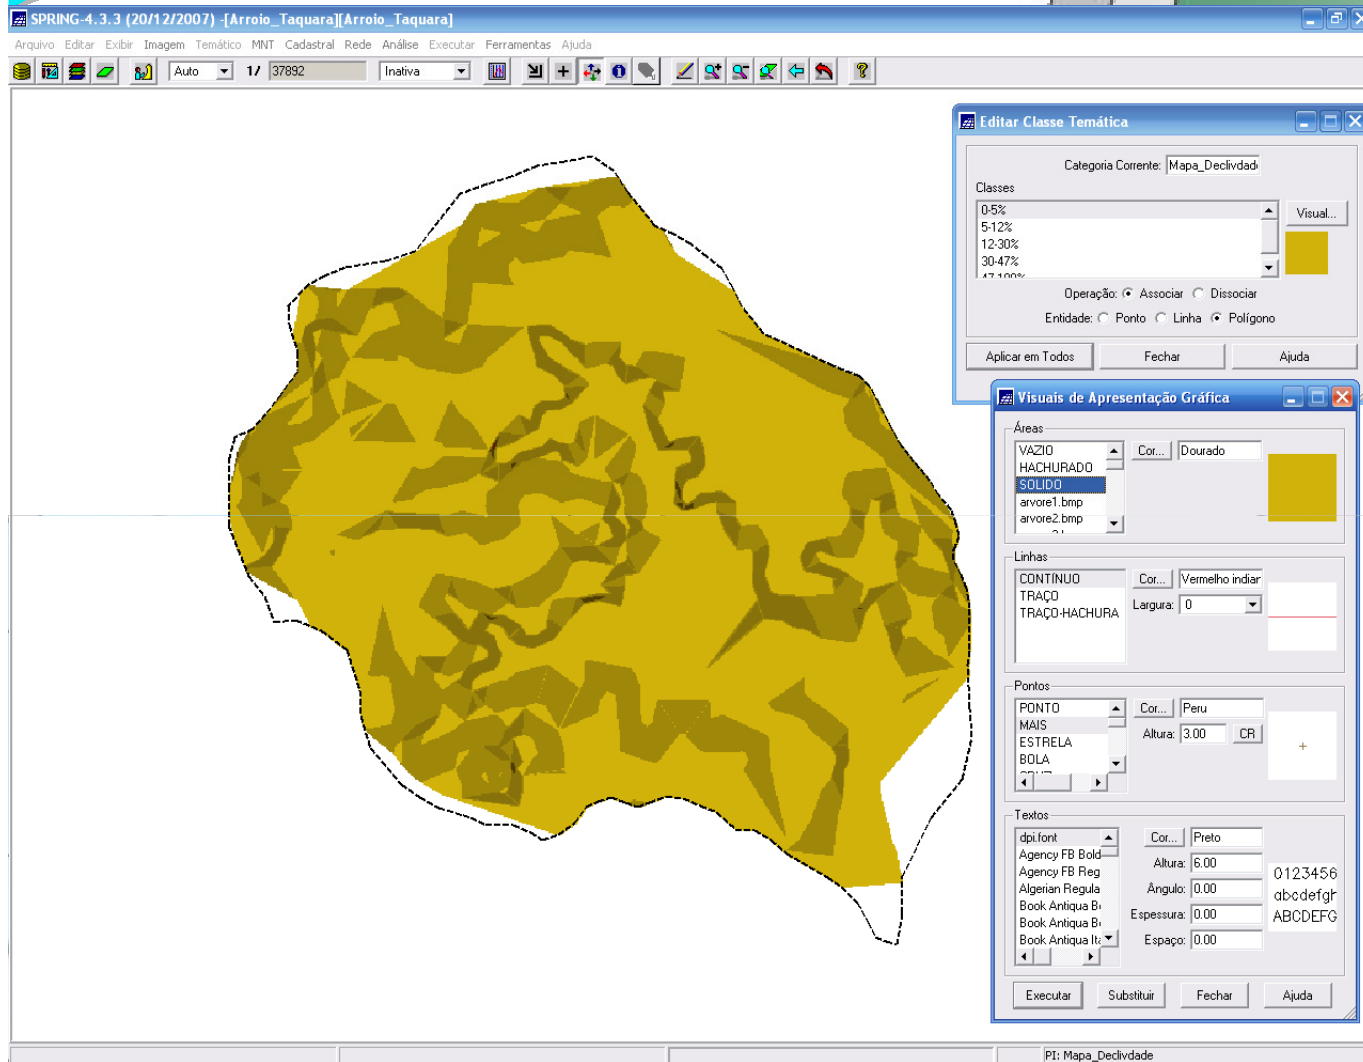 SPRING-4.3.3 (20/12/2007) -[Arroio_Taquara][Arroio_Taquara]
Arquivo Editar Exibir Imagem Temático MNT Cadastral Rede Análise Executar Ferramentas Ajuda
Auto 1/ 37892 Inativa
Editar Classe Temática
Categoria Corrente: Mapa_Declivdad
Classes
0-5%
5-12%
12-30%
30-47%
47-100%
Visual...
Operação: Associar Dissociar
Entidade: Ponto Linha Polígono
Aplicar em Todos Fechar Ajuda
Visuais de Apresentação Gráfica
Áreas
VAZIO
HACHURADO
SOLIDO
arvore1.bmp
arvore2.bmp
Cor... Dourado
Linhas
CONTÍNUO
TRAÇO
TRAÇO-HACHURA
Cor... Vermelho indiar
Largura: 0
Pontos
PONTO
MAIS
ESTRELA
BOLA
Cor... Peru
Altura: 3.00 CR
Textos
dpi.font
Agency FB Bold
Agency FB Reg
Algerian Regula
Book Antiqua B
Book Antiqua B
Book Antiqua Ita
Cor... Preto
Altura: 6.00
Ângulo: 0.00
Espessura: 0.00
Espaço: 0.00
0123456
abcdefgh
ABCDEFG
Executar Substituir Fechar Ajuda
PI: Mapa_Declivdade